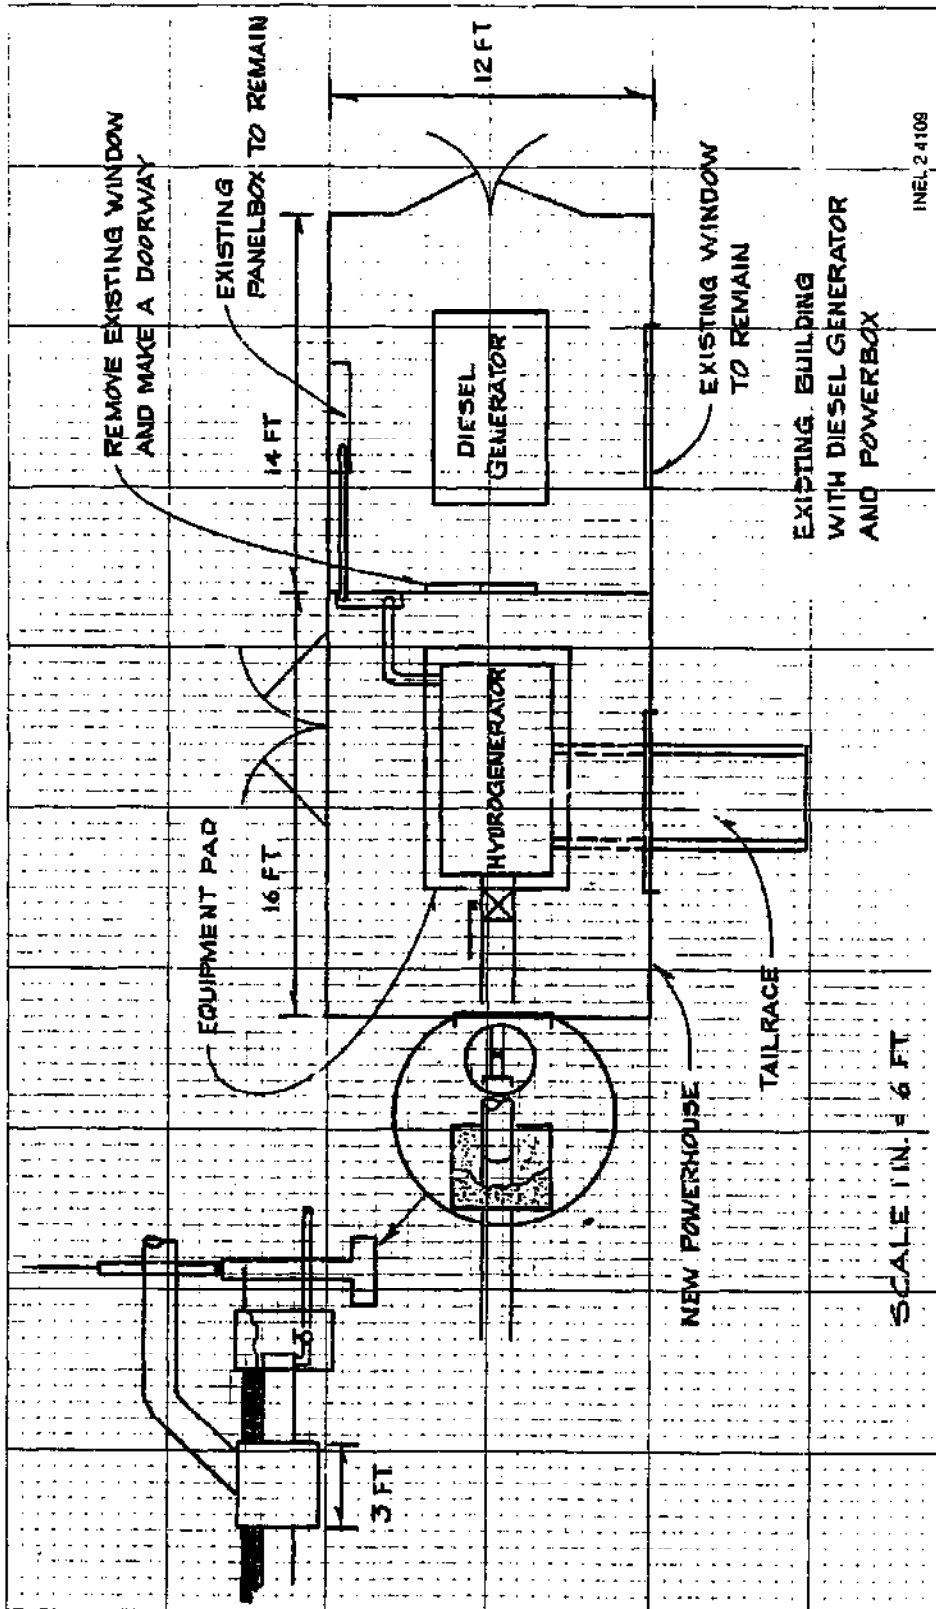 REMOVE EXISTING WINDOW
AND MAKE A DOORWAY
EXISTING
PANELBOX TO REMAIN
EQUIPMENT PAD
16 FT
14 FT
12 FT
3 FT
HYDROGENERATOR
DIESEL
GENERATOR
NEW POWERHOUSE
TAILRACE
EXISTING WINDOW
TO REMAIN
EXISTING BUILDING
WITH DIESEL GENERATOR
AND POWERBOX
SCALE 1 IN. = 6 FT
INEL 2 4109